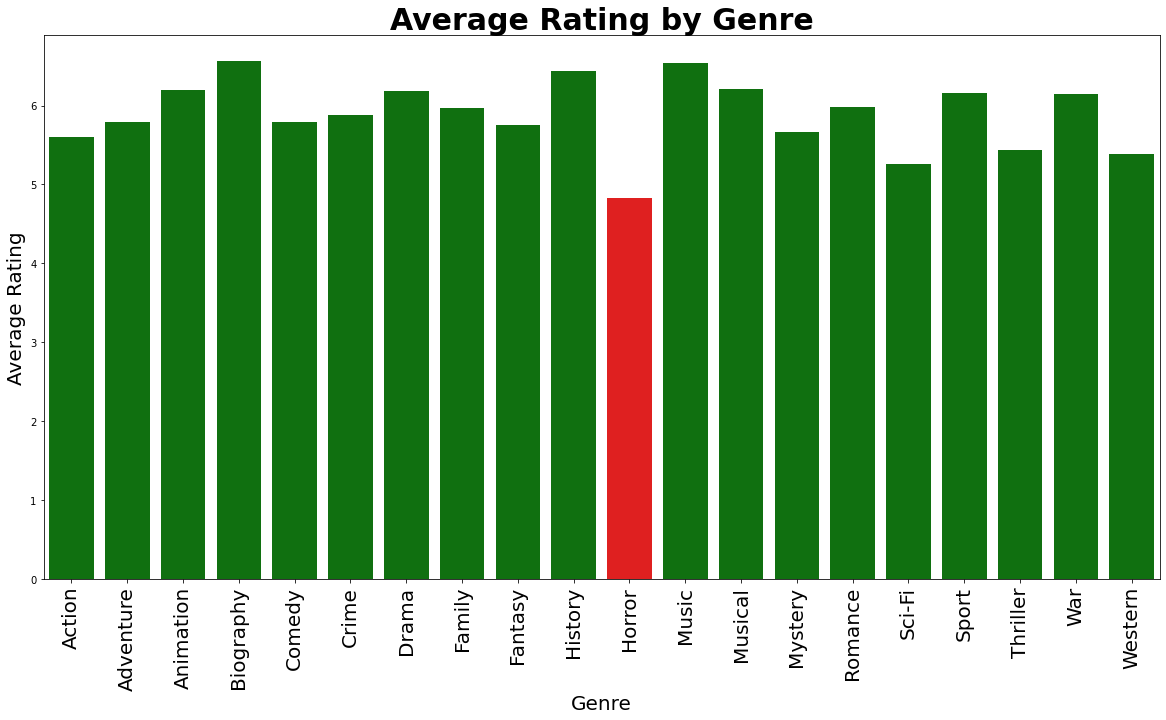 Average Rating by Genre
Average Rating
6
5
4
3
2
1
0
Action
Adventure
Animation
Biography
Comedy
Crime
Drama
Family
Fantasy
History
Horror
Music
Musical
Mystery
Romance
Sci-Fi
Sport
Thriller
War
Western
Genre